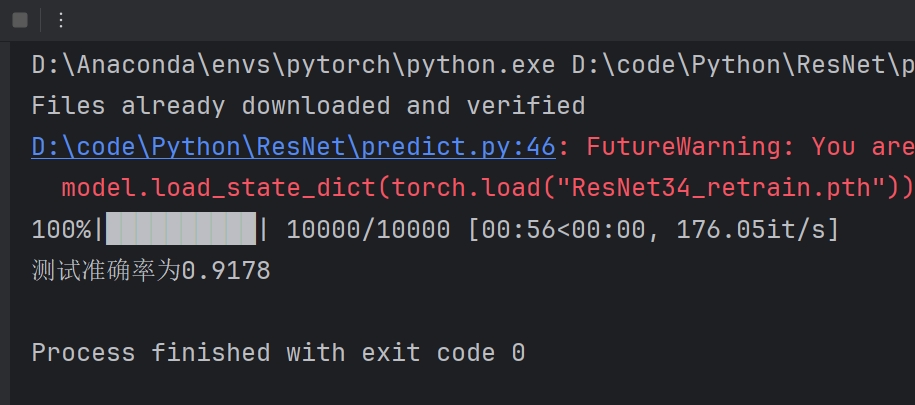 D:\Anaconda\envs\pytorch\python.exe D:\code\Python\ResNet\p
Files already downloaded and verified
D:\code\Python\ResNet\predict.py:46: FutureWarning: You are
model.load_state_dict(torch.load("ResNet34_retrain.pth"))
100%|██████████| 10000/10000 [00:56<00:00, 176.05it/s]
测试准确率为0.9178
Process finished with exit code 0